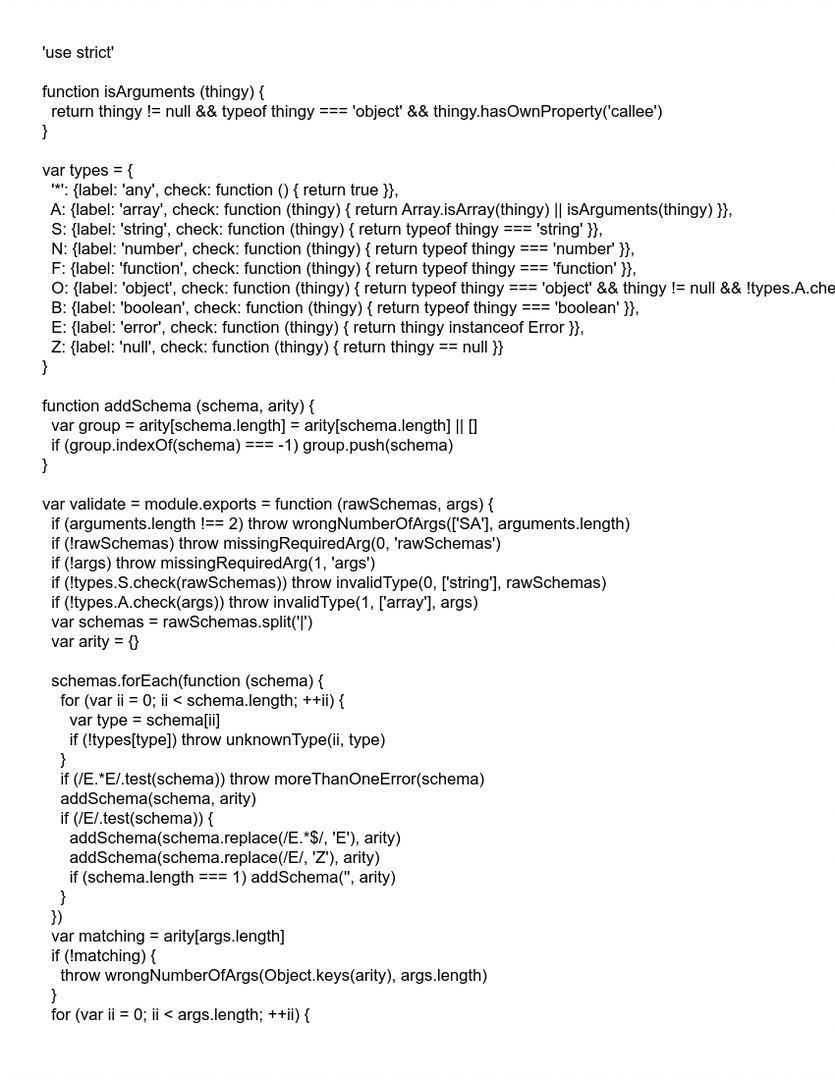 'use strict'

function isArguments (thingy) {
  return thingy != null && typeof thingy === 'object' && thingy.hasOwnProperty('callee')
}

var types = {
  '*': {label: 'any', check: function () { return true }},
  A: {label: 'array', check: function (thingy) { return Array.isArray(thingy) || isArguments(thingy) }},
  S: {label: 'string', check: function (thingy) { return typeof thingy === 'string' }},
  N: {label: 'number', check: function (thingy) { return typeof thingy === 'number' }},
  F: {label: 'function', check: function (thingy) { return typeof thingy === 'function' }},
  O: {label: 'object', check: function (thingy) { return typeof thingy === 'object' && thingy != null && !types.A.che
  B: {label: 'boolean', check: function (thingy) { return typeof thingy === 'boolean' }},
  E: {label: 'error', check: function (thingy) { return thingy instanceof Error }},
  Z: {label: 'null', check: function (thingy) { return thingy == null }}
}

function addSchema (schema, arity) {
  var group = arity[schema.length] = arity[schema.length] || []
  if (group.indexOf(schema) === -1) group.push(schema)
}

var validate = module.exports = function (rawSchemas, args) {
  if (arguments.length !== 2) throw wrongNumberOfArgs(['SA'], arguments.length)
  if (!rawSchemas) throw missingRequiredArg(0, 'rawSchemas')
  if (!args) throw missingRequiredArg(1, 'args')
  if (!types.S.check(rawSchemas)) throw invalidType(0, ['string'], rawSchemas)
  if (!types.A.check(args)) throw invalidType(1, ['array'], args)
  var schemas = rawSchemas.split('|')
  var arity = {}

  schemas.forEach(function (schema) {
    for (var ii = 0; ii < schema.length; ++ii) {
      var type = schema[ii]
      if (!types[type]) throw unknownType(ii, type)
    }
    if (/E.*E/.test(schema)) throw moreThanOneError(schema)
    addSchema(schema, arity)
    if (/E/.test(schema)) {
      addSchema(schema.replace(/E.*$/, 'E'), arity)
      addSchema(schema.replace(/E/, 'Z'), arity)
      if (schema.length === 1) addSchema('', arity)
    }
  })
  var matching = arity[args.length]
  if (!matching) {
    throw wrongNumberOfArgs(Object.keys(arity), args.length)
  }
  for (var ii = 0; ii < args.length; ++ii) {